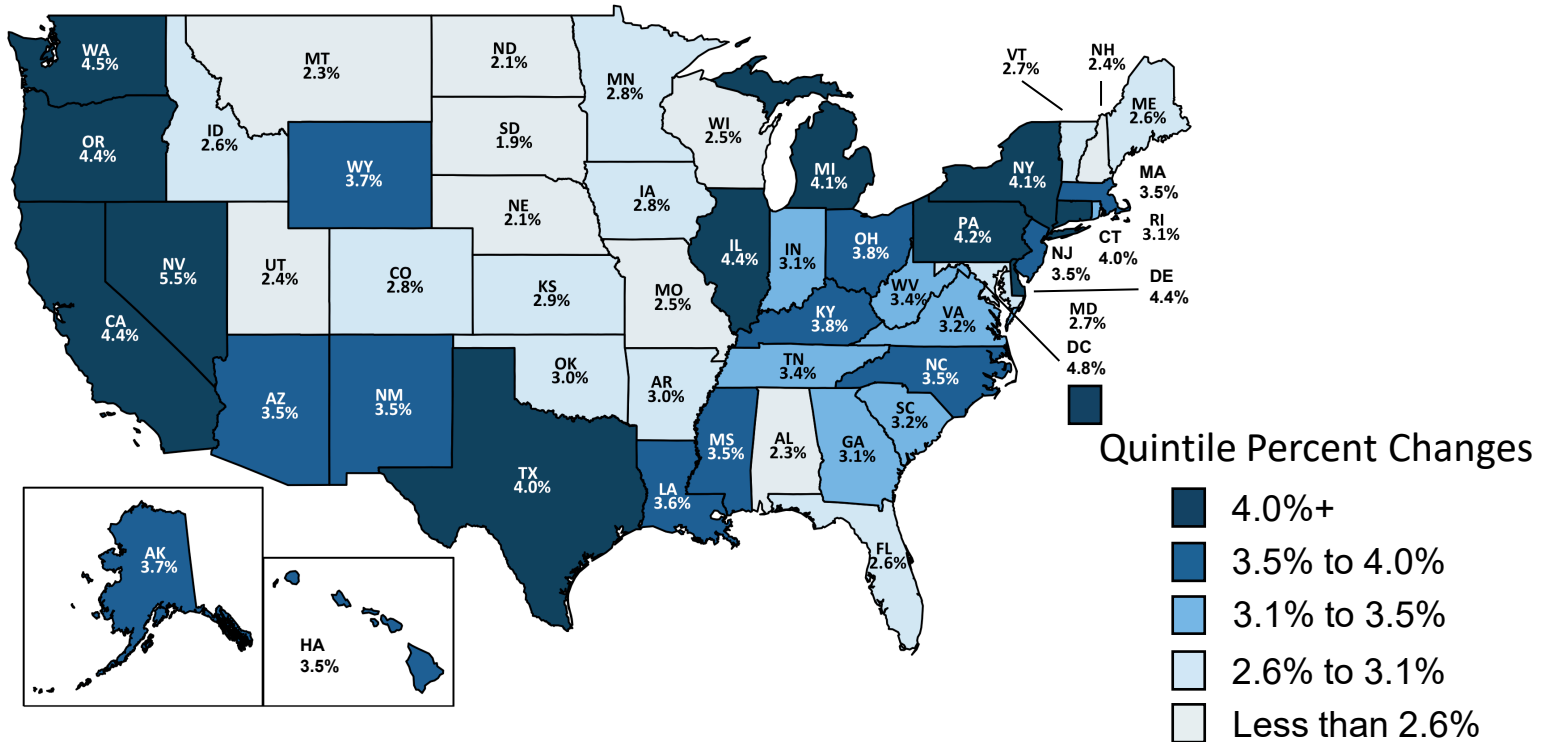 WA
4.5%
MT
2.3%
ND
2.1%
MN
2.8%
VT
2.7%
NH
2.4%
ME
2.6%
OR
4.4%
ID
2.6%
SD
1.9%
WI
2.5%
WY
3.7%
MI
4.1%
NY
4.1%
MA
3.5%
NE
2.1%
IA
2.8%
PA
4.2%
RI
3.1%
CT
4.0%
NJ
3.5%
NV
5.5%
UT
2.4%
CO
2.8%
KS
2.9%
MO
2.5%
IL
4.4%
IN
3.1%
OH
3.8%
WV
3.4%
DE
4.4%
MD
2.7%
DC
4.8%
CA
4.4%
KY
3.8%
VA
3.2%
AZ
3.5%
NM
3.5%
OK
3.0%
AR
3.0%
TN
3.4%
NC
3.5%
SC
3.2%
MS
3.5%
AL
2.3%
GA
3.1%
TX
4.0%
LA
3.6%
FL
2.6%
AK
3.7%
HA
3.5%
Quintile Percent Changes
4.0%+
3.5% to 4.0%
3.1% to 3.5%
2.6% to 3.1%
Less than 2.6%